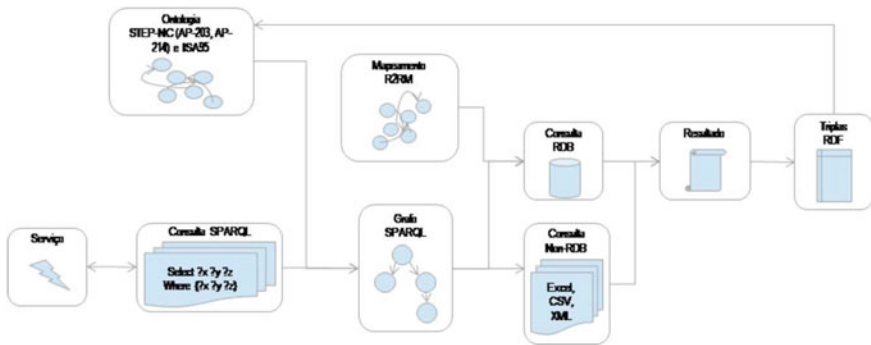 Ontologia
STEP-NC (AP-203, AP-
214) e ISA95
Mapeamento
R2RM
Consulta
RDB
Resultado
Triplas
RDF
Serviço
Consulta SPARQL
Select ?x ?y ?z
Where {?x ?y ?z}
Grafo
SPARQL
Consulta
Non-RDB
Excel,
CSV,
XML